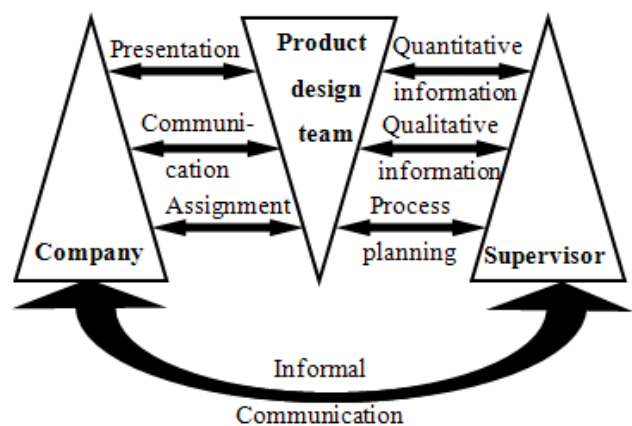 Presentation
Communi-
cation
Assignment
Company
Product
design
team
Quantitative
information
Qualitative
information
Process
planning
Supervisor
Informal
Communication